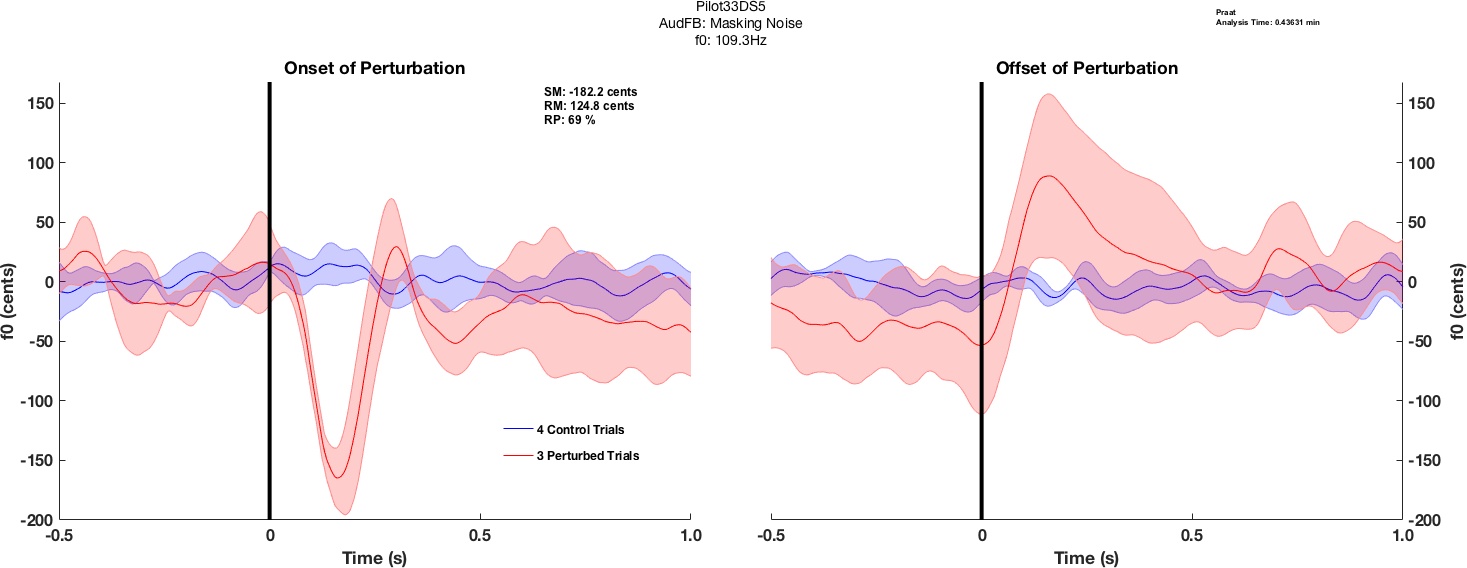 Pilot33DS5
AudFB: Masking Noise
f0: 109.3Hz
Praat
Analysis Time: 0.43631 min
Onset of Perturbation
SM: -182.2 cents
RM: 124.8 cents
RP: 69 %
f0 (cents)
150
100
50
0
-50
-100
-150
-200
4 Control Trials
3 Perturbed Trials
-0.5
0
0.5
1.0
Time (s)
Offset of Perturbation
150
100
50
0
-50
-100
-150
-200
f0 (cents)
-0.5
0
0.5
1.0
Time (s)